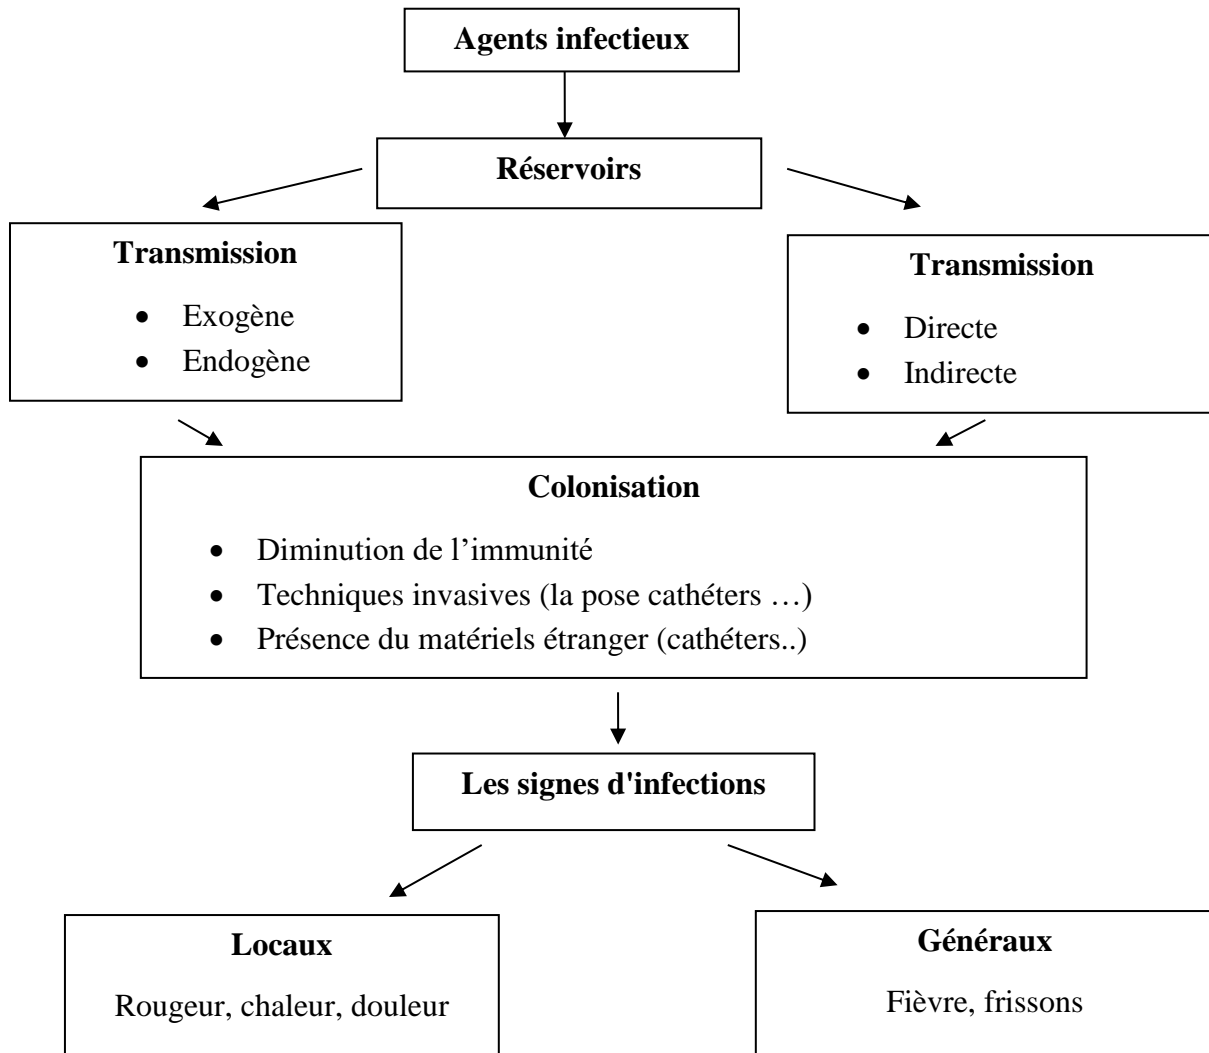 Agents infectieux
Réservoirs
Transmission
• Exogène
• Endogène
Transmission
• Directe
• Indirecte
Colonisation
• Diminution de l’immunité
• Techniques invasives (la pose cathéters …)
• Présence du matériels étranger (cathéters..)
Les signes d'infections
Locaux
Rougeur, chaleur, douleur
Généraux
Fièvre, frissons